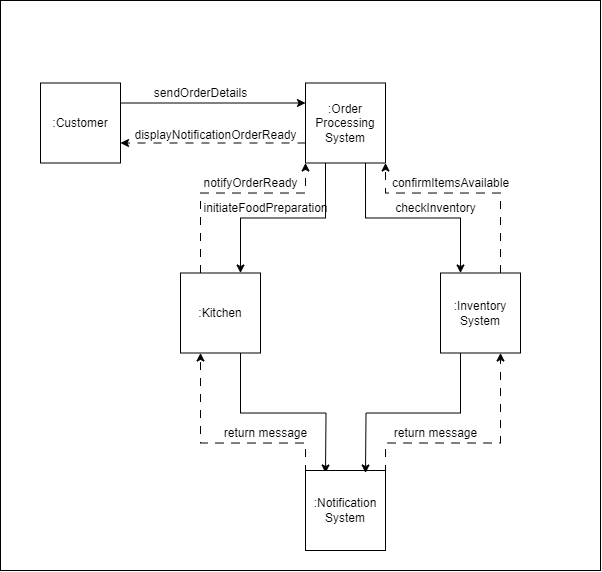 sendOrderDetails
:Customer
:Order
Processing
System
displayNotificationOrderReady
notifyOrderReady
confirmItemsAvailable
initiateFoodPreparation
checkInventory
:Kitchen
:Inventory
System
return message
return message
:Notification
System